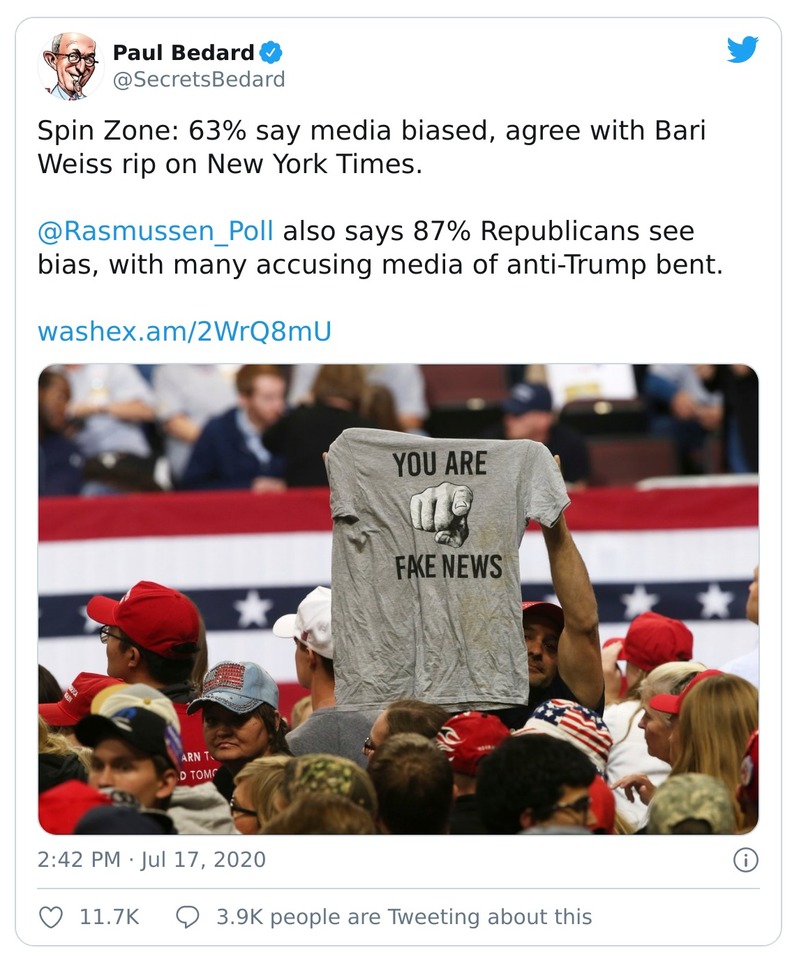 Paul Bedard
@SecretsBedard
Spin Zone: 63% say media biased, agree with Bari
Weiss rip on New York Times.
@Rasmussen_Poll also says 87% Republicans see
bias, with many accusing media of anti-Trump bent.
washex.am/2WrQ8mU
YOU ARE
FAKE NEWS
ARN T
D TOMO
2:42 PM · Jul 17, 2020
11.7K 3.9K people are Tweeting about this